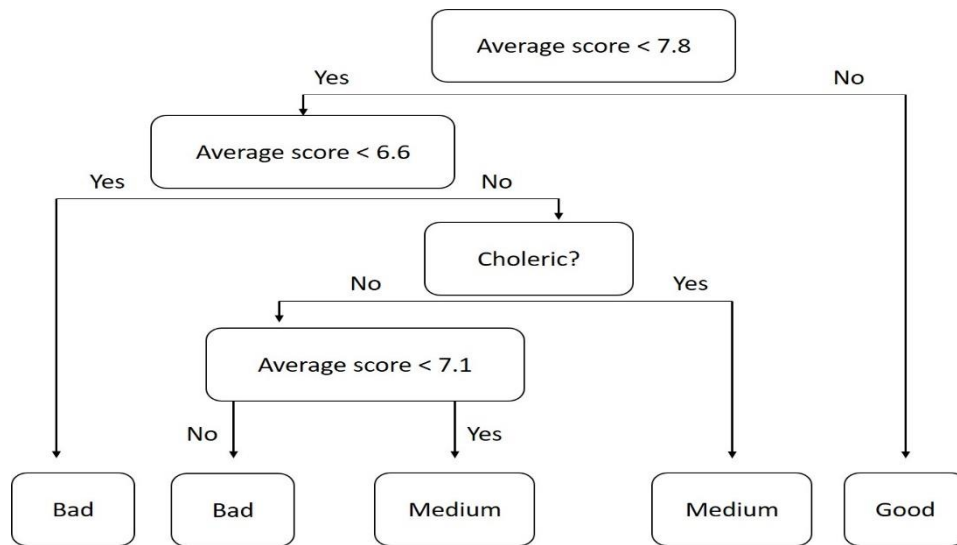 Average score < 7.8
Yes
No
Average score < 6.6
Yes
No
Choleric?
No
Yes
Average score < 7.1
No
Yes
Bad
Bad
Medium
Medium
Good